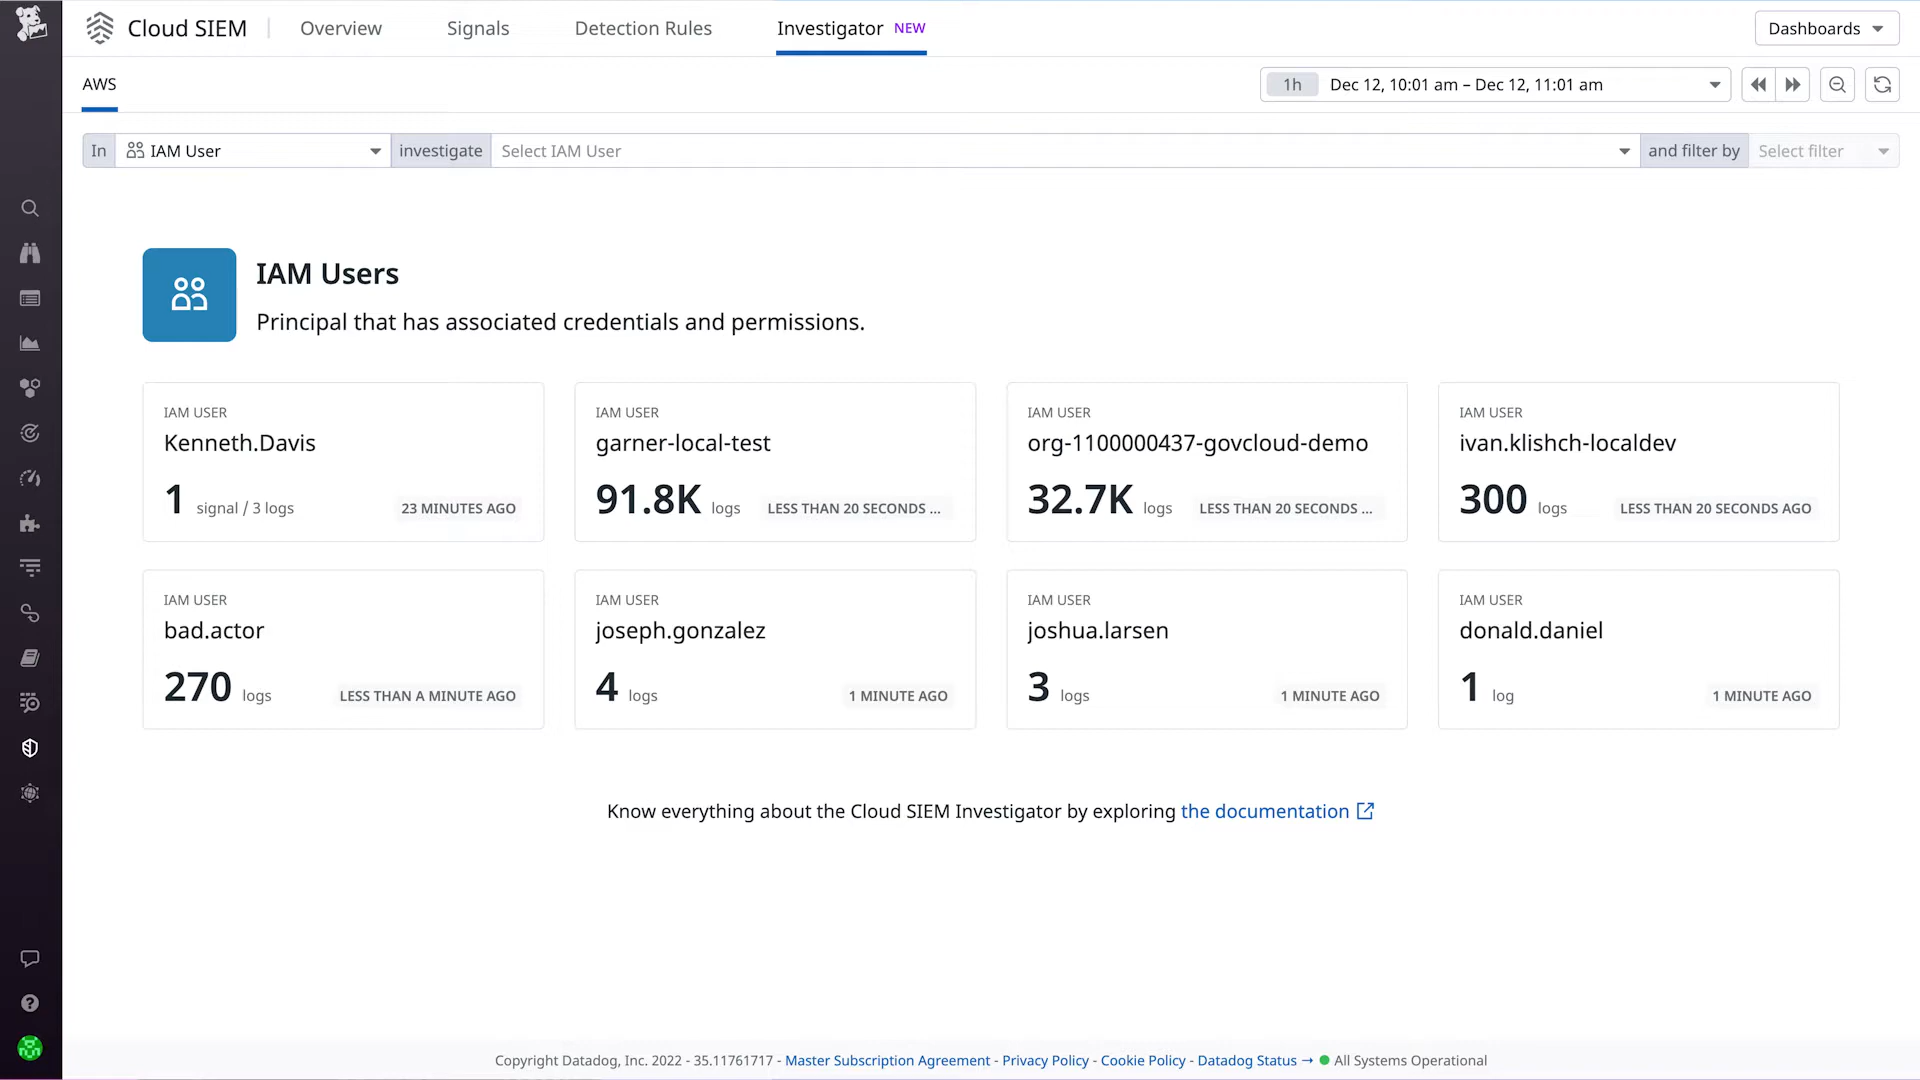 Cloud SIEM
Overview
Signals
Detection Rules
Investigator NEW
Dashboards
AWS
1h Dec 12, 10:01 am – Dec 12, 11:01 am
In IAM User investigate Select IAM User and filter by Select filter
IAM Users
Principal that has associated credentials and permissions.
IAM USER
Kenneth.Davis
1 signal / 3 logs 23 MINUTES AGO
IAM USER
garner-local-test
91.8K logs LESS THAN 20 SECONDS ...
IAM USER
org-1100000437-govcloud-demo
32.7K logs LESS THAN 20 SECONDS ...
IAM USER
ivan.klishch-localdev
300 logs LESS THAN 20 SECONDS AGO
IAM USER
bad.actor
270 logs LESS THAN A MINUTE AGO
IAM USER
joseph.gonzalez
4 logs 1 MINUTE AGO
IAM USER
joshua.larsen
3 logs 1 MINUTE AGO
IAM USER
donald.daniel
1 log 1 MINUTE AGO
Know everything about the Cloud SIEM Investigator by exploring the documentation
Copyright Datadog, Inc. 2022 - 35.11761717 - Master Subscription Agreement - Privacy Policy - Cookie Policy - Datadog Status → All Systems Operational